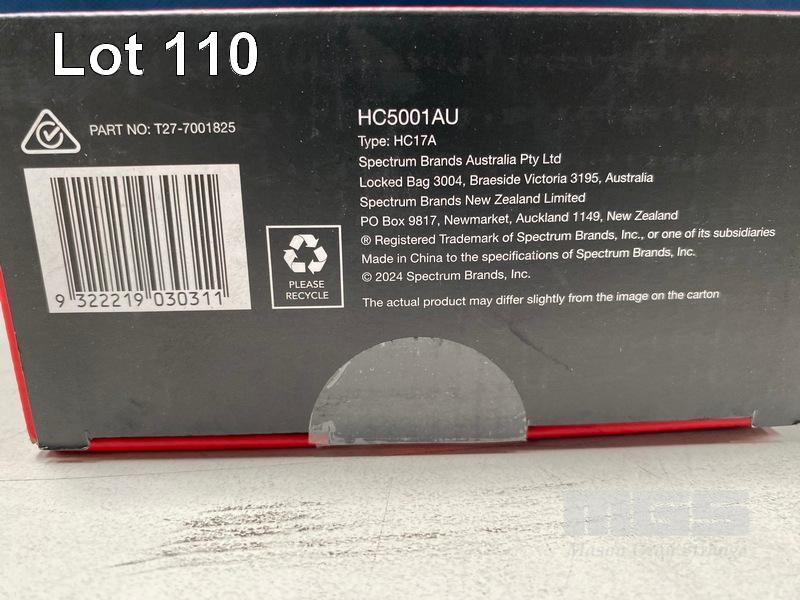 Lot 110
PART NO: T27-7001825
9 322219 030311
PLEASE
RECYCLE
HC5001AU
Type: HC17A
Spectrum Brands Australia Pty Ltd
Locked Bag 3004, Braeside Victoria 3195, Australia
Spectrum Brands New Zealand Limited
PO Box 9817, Newmarket, Auckland 1149, New Zealand
® Registered Trademark of Spectrum Brands, Inc., or one of its subsidiaries
Made in China to the specifications of Spectrum Brands, Inc.
© 2024 Spectrum Brands, Inc.
The actual product may differ slightly from the image on the carton
MGS
Mason Gray Strange